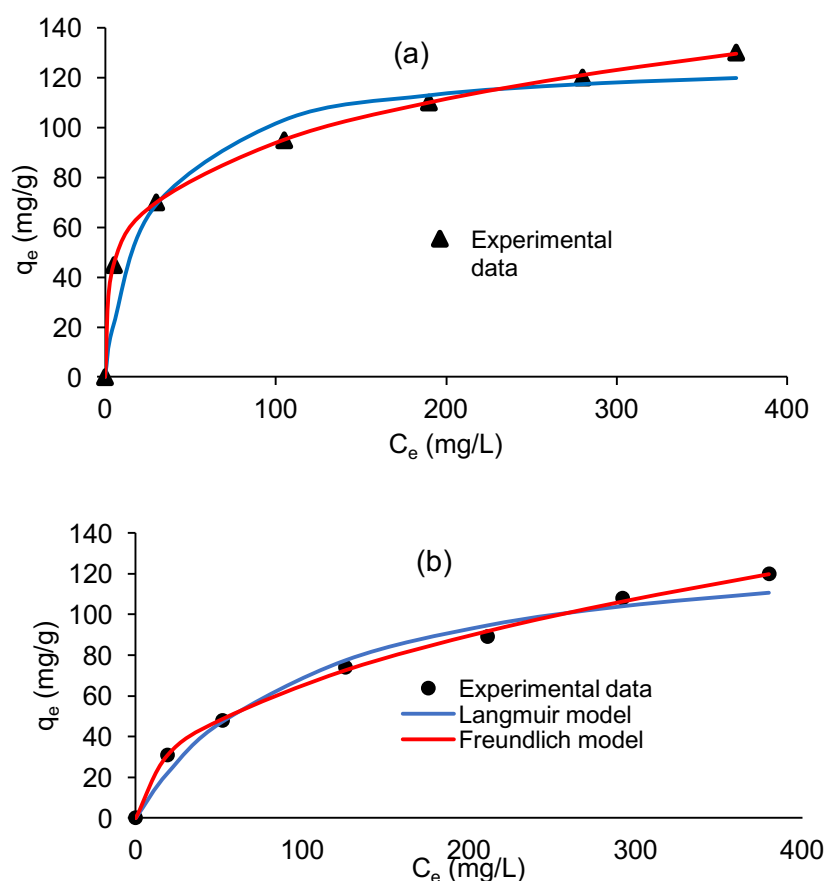 (a)
140
120
100
80
60
40
20
0
qe (mg/g)
Experimental
data
0 100 200 300 400
Ce (mg/L)
(b)
140
120
100
80
60
40
20
0
qe (mg/g)
Experimental data
Langmuir model
Freundlich model
0 100 200 300 400
Ce (mg/L)